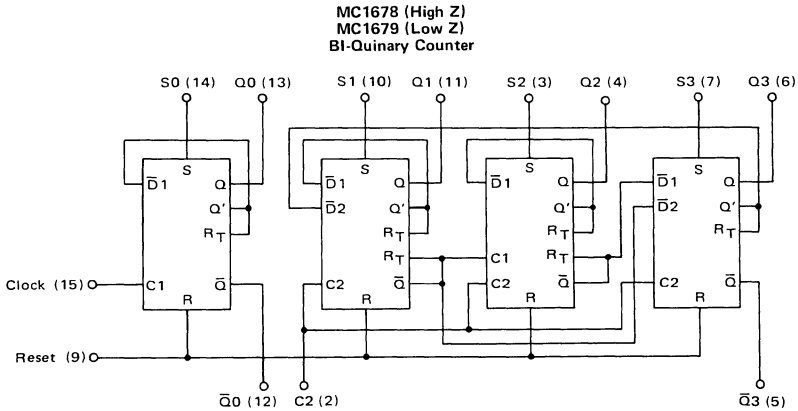 MC1678 (High Z)
MC1679 (Low Z)
BI-Quinary Counter
S0 (14) Q0 (13) S1 (10) Q1 (11) S2 (3) Q2 (4) S3 (7) Q3 (6)
S S S S
D̅1 Q D̅1 Q D̅1 Q D̅1 Q
Q' D̅2 Q' Q' D̅2 Q'
RT RT RT RT
RT C1 RT
Clock (15) C1 Q̅ C2 Q̅ C2 Q̅ C2 Q̅
R R R R
Reset (9)
Q̅0 (12) C2 (2) Q̅3 (5)